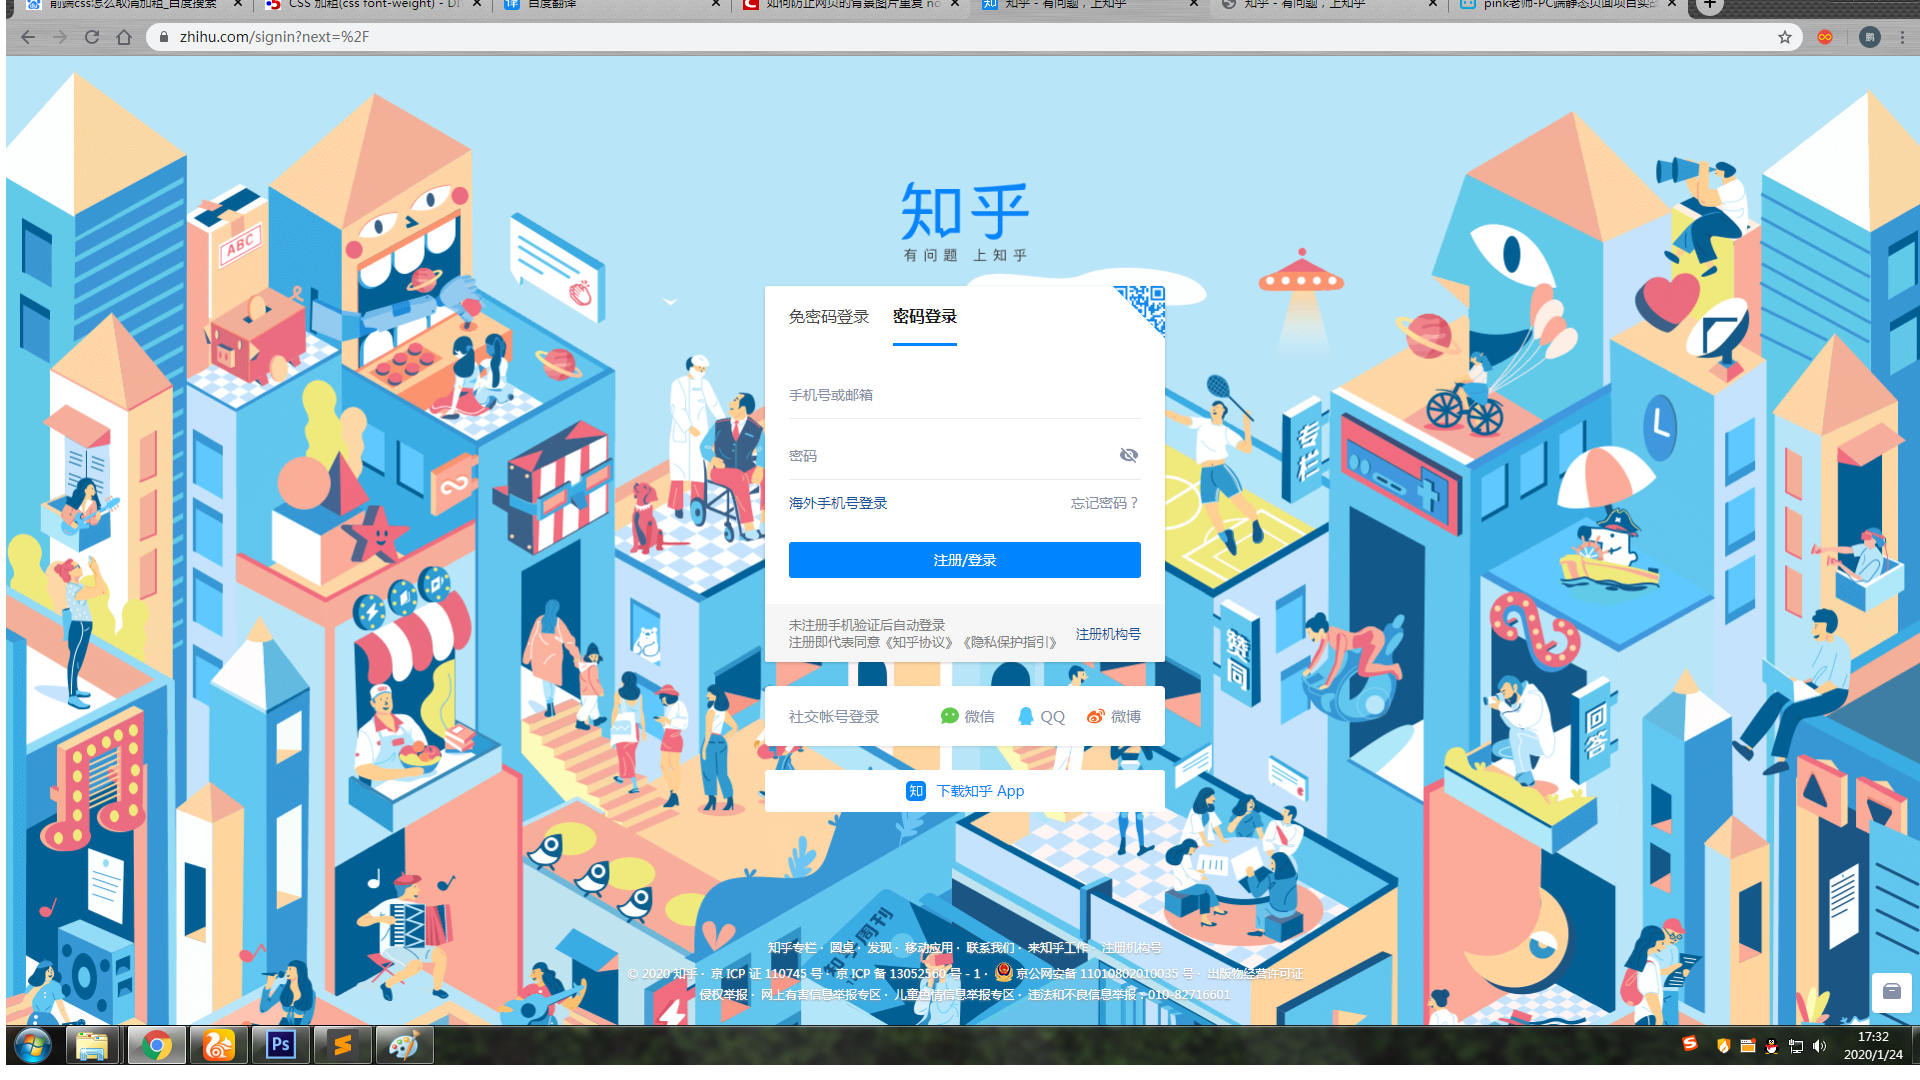 前端css怎么取消加粗_百度搜索
CSS 加粗(css font-weight) - DI
百度翻译
如何防止网页的背景图片重复 no
知乎 - 有问题，上知乎
知乎 - 有问题，上知乎
pink老师-PC端静态页面项目实战
zhihu.com/signin?next=%2F
鹏
知乎
有问题 上知乎
ABC
免密码登录
密码登录
手机号或邮箱
密码
海外手机号登录
忘记密码？
注册/登录
未注册手机验证后自动登录
注册即代表同意《知乎协议》《隐私保护指引》
注册机构号
社交帐号登录
微信
QQ
微博
知
下载知乎 App
专栏
赞同
回答
知乎周刊
知乎专栏 · 圆桌 · 发现 · 移动应用 · 联系我们 · 来知乎工作 · 注册机构号
© 2020 知乎 · 京 ICP 证 110745 号 · 京 ICP 备 13052560 号 - 1 · 京公网安备 11010802010035 号 · 出版物经营许可证
侵权举报 · 网上有害信息举报专区 · 儿童色情信息举报专区 · 违法和不良信息举报：010-82716601
Ps
17:32
2020/1/24